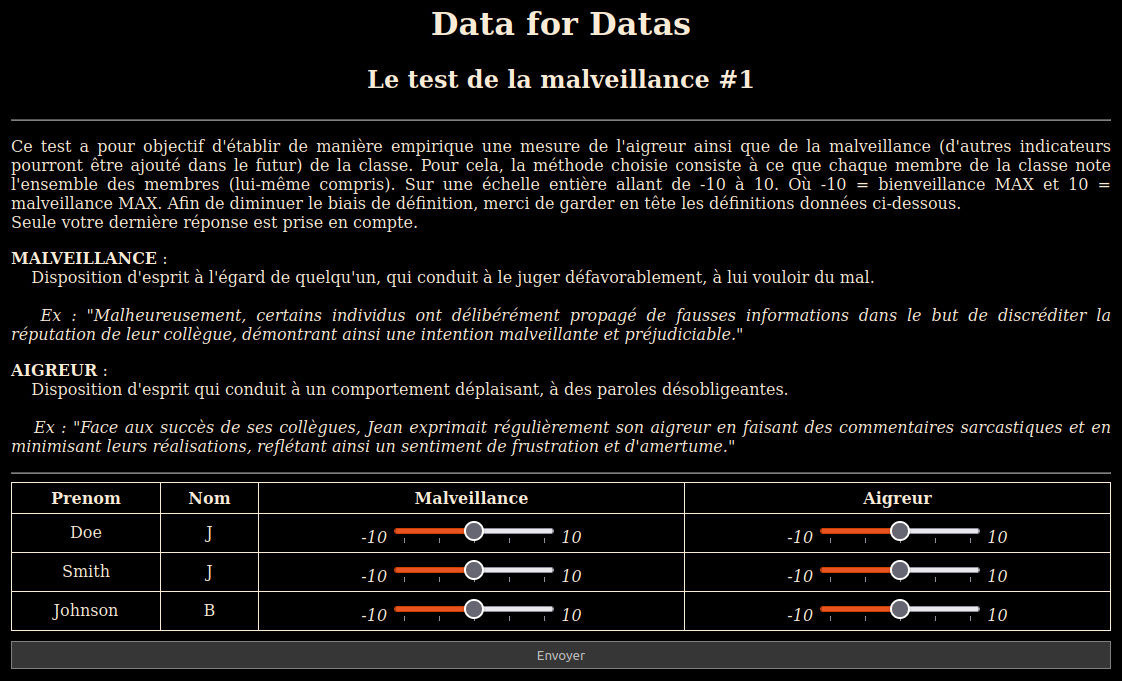 Data for Datas
Le test de la malveillance #1
Ce test a pour objectif d'établir de manière empirique une mesure de l'aigreur ainsi que de la malveillance (d'autres indicateurs
pourront être ajouté dans le futur) de la classe. Pour cela, la méthode choisie consiste à ce que chaque membre de la classe note
l'ensemble des membres (lui-même compris). Sur une échelle entière allant de -10 à 10. Où -10 = bienveillance MAX et 10 =
malveillance MAX. Afin de diminuer le biais de définition, merci de garder en tête les définitions données ci-dessous.
Seule votre dernière réponse est prise en compte.
MALVEILLANCE :
Disposition d'esprit à l'égard de quelqu'un, qui conduit à le juger défavorablement, à lui vouloir du mal.
Ex : "Malheureusement, certains individus ont délibérément propagé de fausses informations dans le but de discréditer la
réputation de leur collègue, démontrant ainsi une intention malveillante et préjudiciable."
AIGREUR :
Disposition d'esprit qui conduit à un comportement déplaisant, à des paroles désobligeantes.
Ex : "Face aux succès de ses collègues, Jean exprimait régulièrement son aigreur en faisant des commentaires sarcastiques et en
minimisant leurs réalisations, reflétant ainsi un sentiment de frustration et d'amertume."
Prenom Nom Malveillance Aigreur
Doe J -10 10 -10 10
Smith J -10 10 -10 10
Johnson B -10 10 -10 10
Envoyer